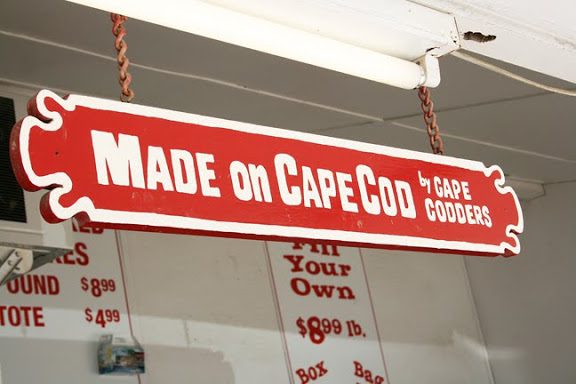 MADE on CAPE COD by CAPE CODDERS
Fill
Your
Own
$8.99 lb.
Box
OUND $8.99
TOTE $4.99